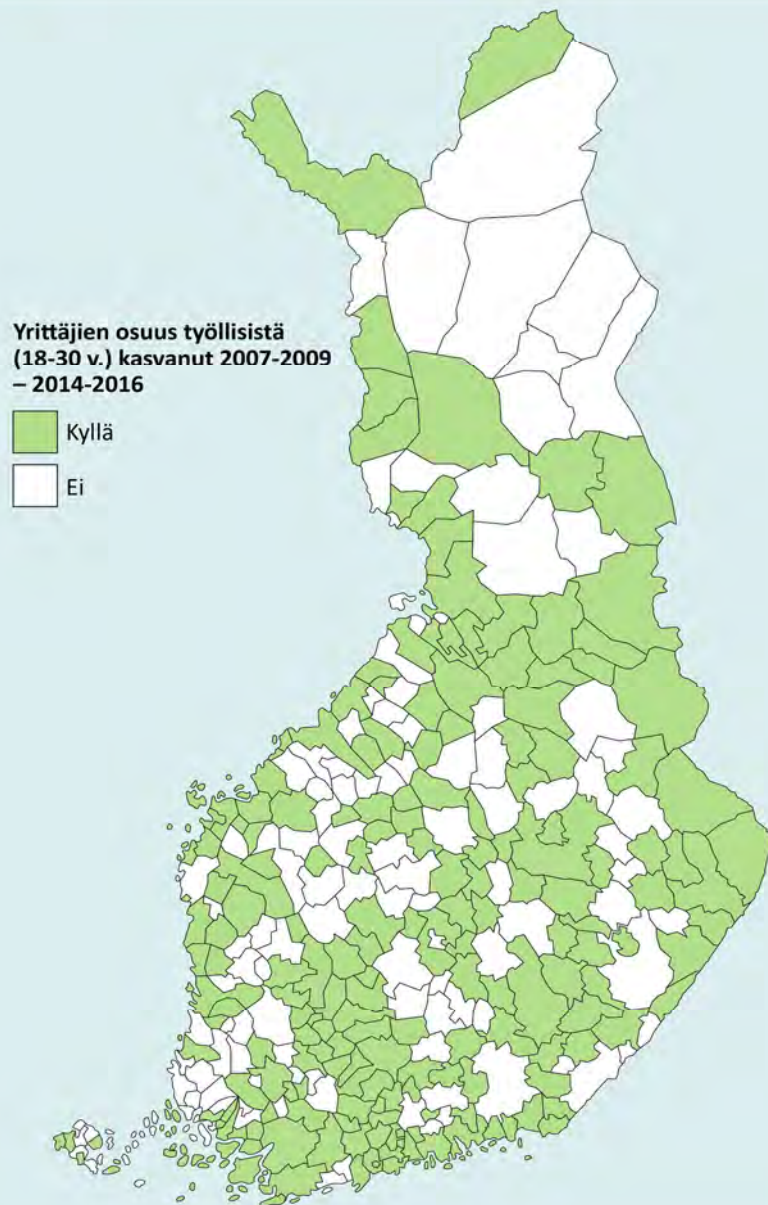 Yrittäjien osuus työllisistä
(18-30 v.) kasvanut 2007-2009
– 2014-2016
Kyllä
Ei